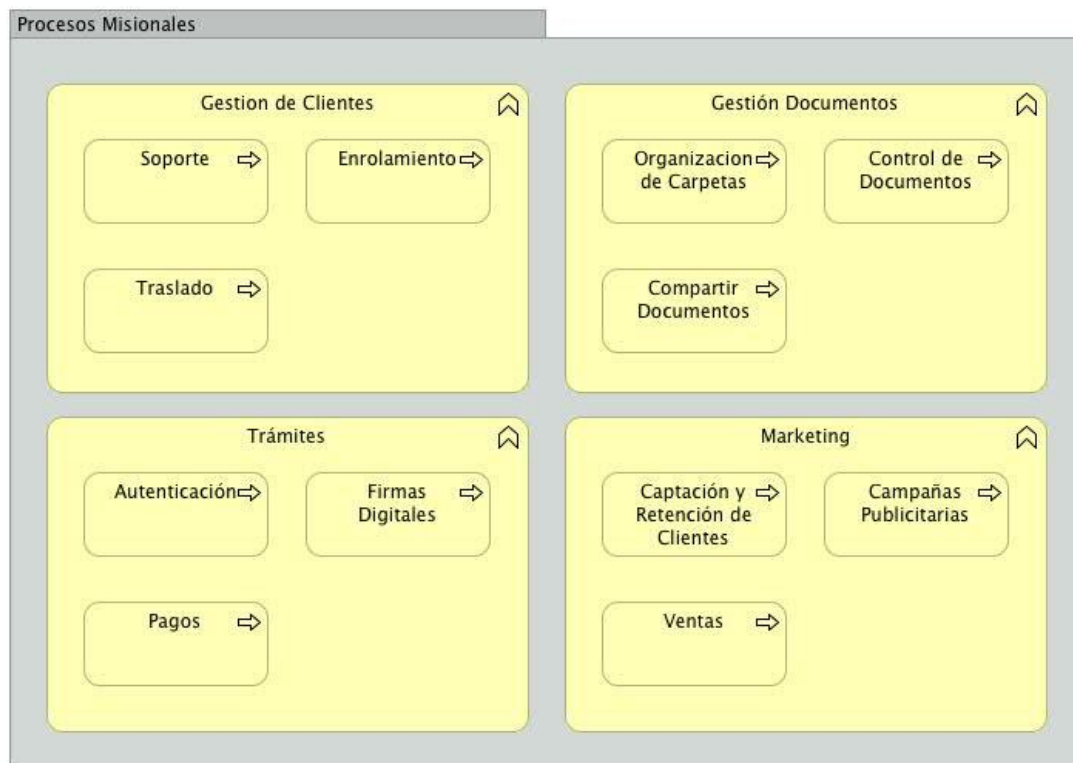 Procesos Misionales
Gestion de Clientes
Soporte
Enrolamiento
Traslado
Gestión Documentos
Organizacion
de Carpetas
Control de
Documentos
Compartir
Documentos
Trámites
Autenticación
Firmas
Digitales
Pagos
Marketing
Captación y
Retención de
Clientes
Campañas
Publicitarias
Ventas